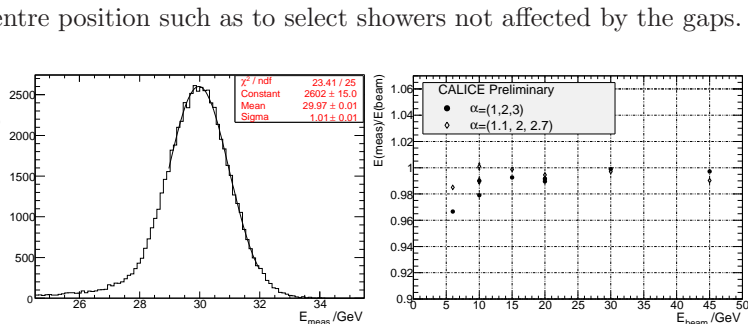 entre position such as to select showers not affected by the gaps.
χ² / ndf 23.41 / 25
Constant 2602 ± 15.0
Mean 29.97 ± 0.01
Sigma 1.01 ± 0.01
2500
2000
1500
1000
500
0
26 28 30 32 34
E_meas /GeV
E(meas)/E(beam)
1.06
1.04
1.02
1
0.98
0.96
0.94
0.92
0.9
CALICE Preliminary
α=(1,2,3)
α=(1.1, 2, 2.7)
0 5 10 15 20 25 30 35 40 45 50
E_beam /GeV